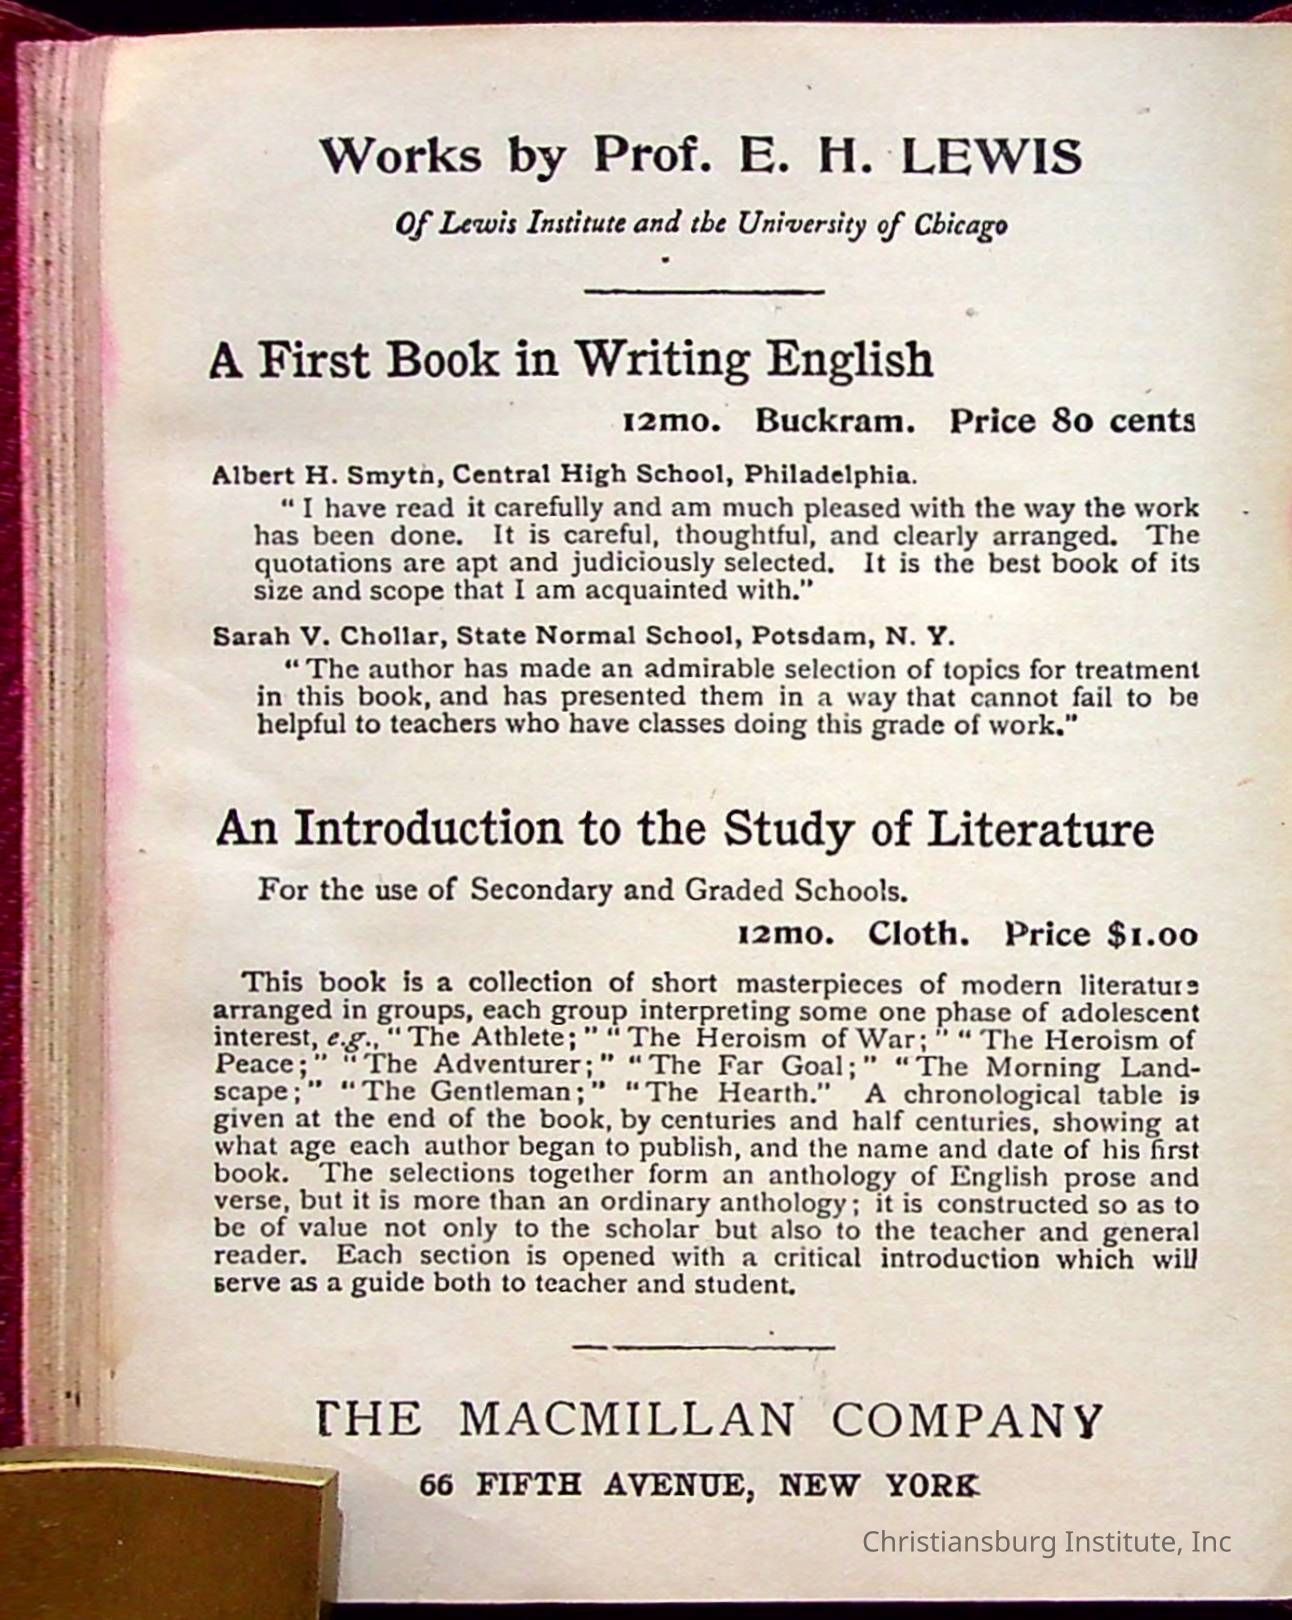 Works by Prof. E. H. LEWIS
Of Lewis Institute and the University of Chicago
A First Book in Writing English
12mo. Buckram. Price 80 cents
Albert H. Smyth, Central High School, Philadelphia.
"I have read it carefully and am much pleased with the way the work
has been done. It is careful, thoughtful, and clearly arranged. The
quotations are apt and judiciously selected. It is the best book of its
size and scope that I am acquainted with."
Sarah V. Chollar, State Normal School, Potsdam, N. Y.
"The author has made an admirable selection of topics for treatment
in this book, and has presented them in a way that cannot fail to be
helpful to teachers who have classes doing this grade of work."
An Introduction to the Study of Literature
For the use of Secondary and Graded Schools.
12mo. Cloth. Price $1.00
This book is a collection of short masterpieces of modern literature
arranged in groups, each group interpreting some one phase of adolescent
interest, e.g., "The Athlete;" "The Heroism of War;" "The Heroism of
Peace;" "The Adventurer;" "The Far Goal;" "The Morning Land-
scape;" "The Gentleman;" "The Hearth." A chronological table is
given at the end of the book, by centuries and half centuries, showing at
what age each author began to publish, and the name and date of his first
book. The selections together form an anthology of English prose and
verse, but it is more than an ordinary anthology; it is constructed so as to
be of value not only to the scholar but also to the teacher and general
reader. Each section is opened with a critical introduction which will
serve as a guide both to teacher and student.
THE MACMILLAN COMPANY
66 FIFTH AVENUE, NEW YORK
Christiansburg Institute, Inc